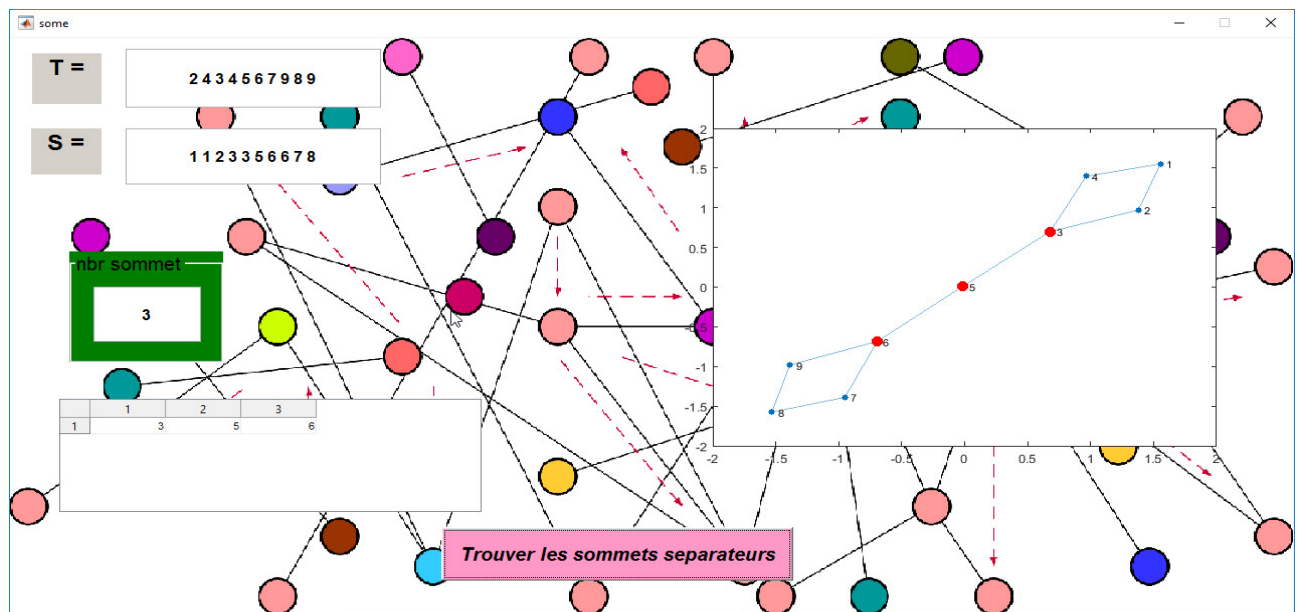 some
T =
2 4 3 4 5 6 7 9 8 9
S =
1 1 2 3 3 5 6 6 7 8
nbr sommet
3
1 2 3
1 3 5 6
2
1.5
1
0.5
0
-0.5
-1
-1.5
-2
-2 -1.5 -1 -0.5 0 0.5 1 1.5 2
1
4
2
3
5
6
9
7
8
Trouver les sommets separateurs